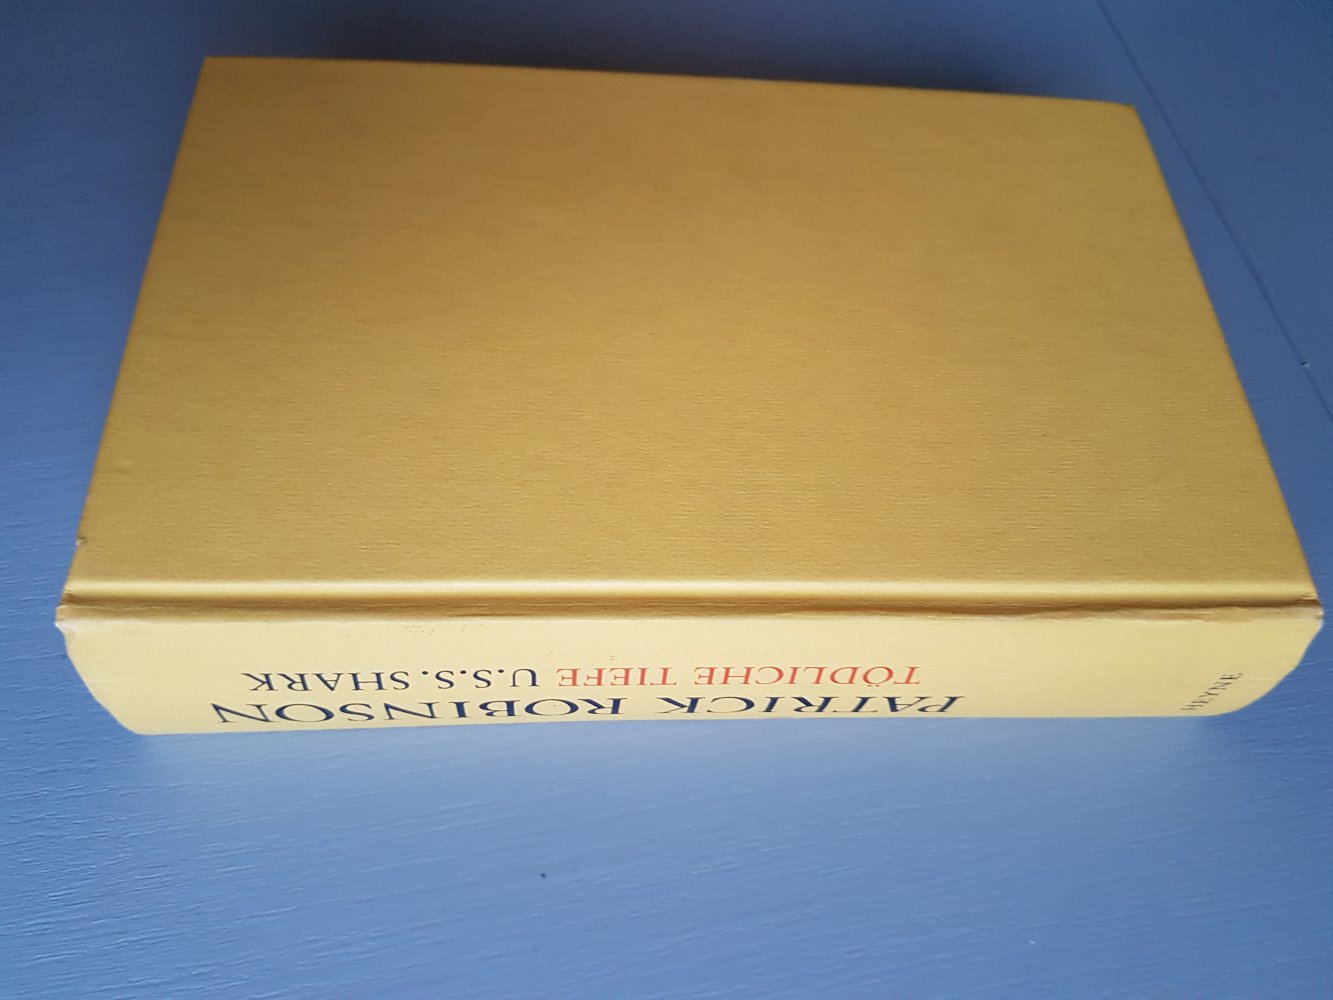 PATRICK ROBINSON
TÖDLICHE TIEFE U.S.S. SHARK
HEYNE